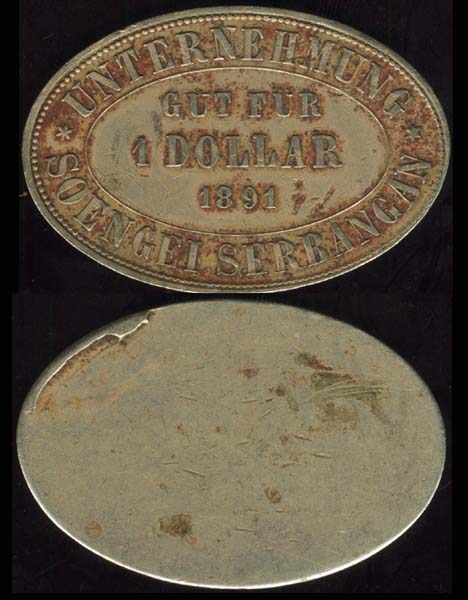 UNTERNEHMUNG
GUT FÜR
1 DOLLAR
1891
* SOENGEI SERBANGAN *